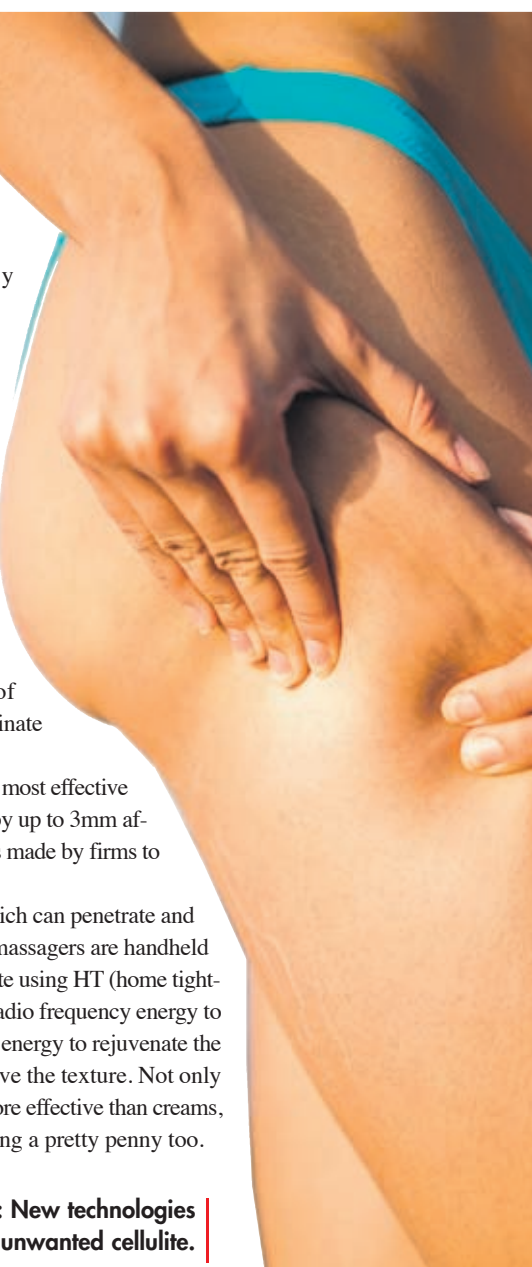 y
of
inate
most effective
by up to 3mm af-
made by firms to
ich can penetrate and
massagers are handheld
te using HT (home tight-
adio frequency energy to
energy to rejuvenate the
ve the texture. Not only
ore effective than creams,
ng a pretty penny too.
: New technologies
unwanted cellulite.